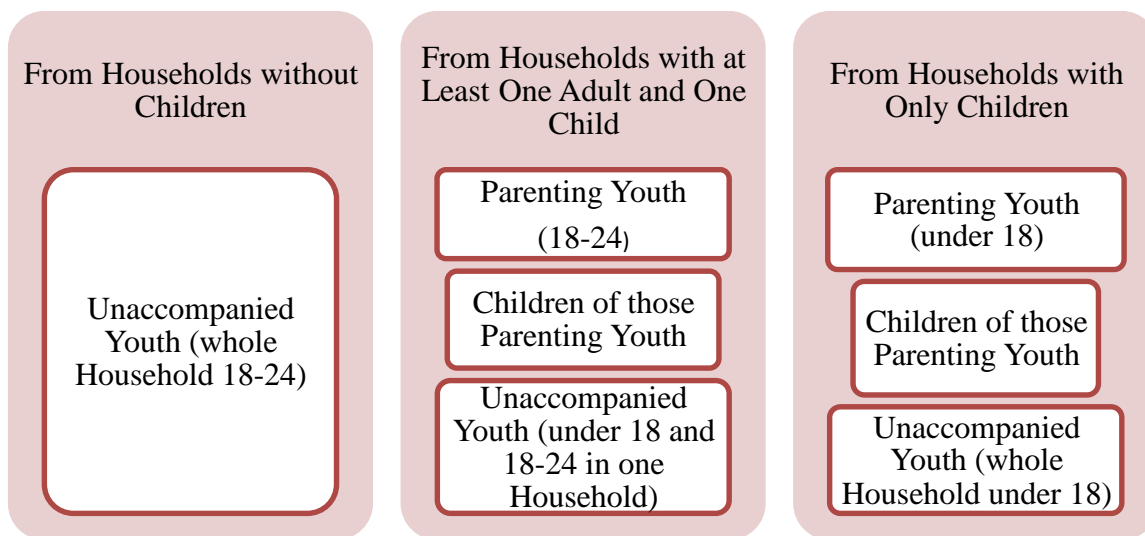 From Households without
Children
Unaccompanied
Youth (whole
Household 18-24)
From Households with at
Least One Adult and One
Child
Parenting Youth
(18-24)
Children of those
Parenting Youth
Unaccompanied
Youth (under 18 and
18-24 in one
Household)
From Households with
Only Children
Parenting Youth
(under 18)
Children of those
Parenting Youth
Unaccompanied
Youth (whole
Household under 18)